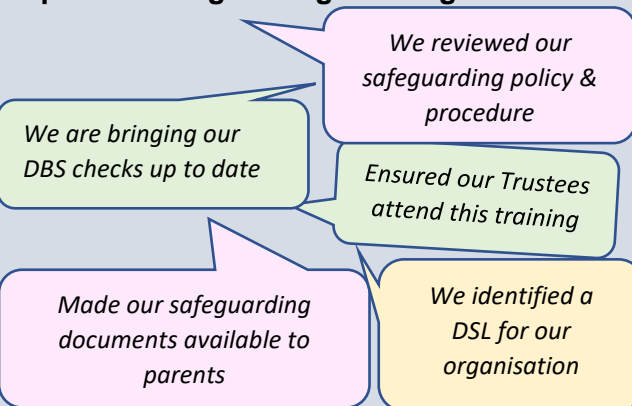 We reviewed our
safeguarding policy &
procedure
We are bringing our
DBS checks up to date
Ensured our Trustees
attend this training
Made our safeguarding
documents available to
parents
We identified a
DSL for our
organisation